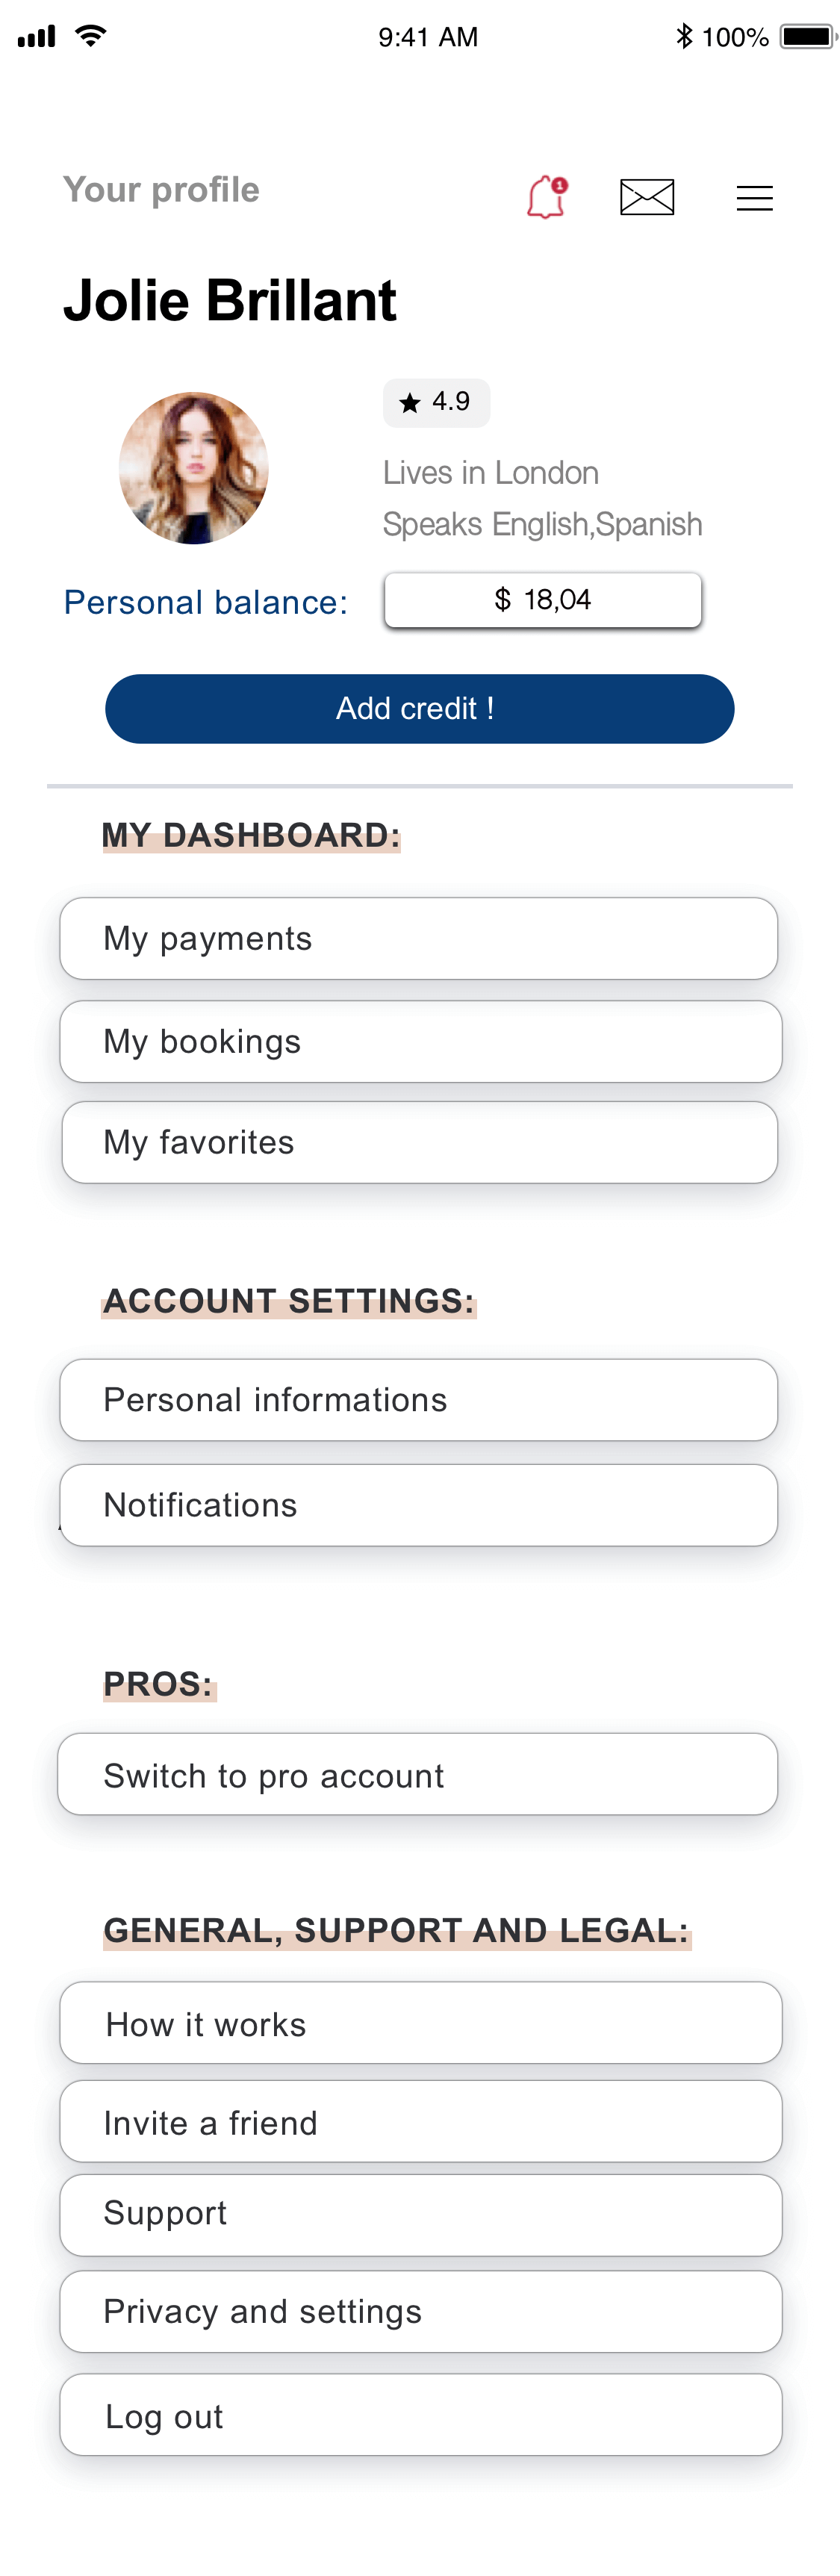 9:41 AM
100%
Your profile
1
Jolie Brillant
4.9
Lives in London
Speaks English,Spanish
Personal balance:
$ 18,04
Add credit !
MY DASHBOARD:
My payments
My bookings
My favorites
ACCOUNT SETTINGS:
Personal informations
Notifications
PROS:
Switch to pro account
GENERAL, SUPPORT AND LEGAL:
How it works
Invite a friend
Support
Privacy and settings
Log out